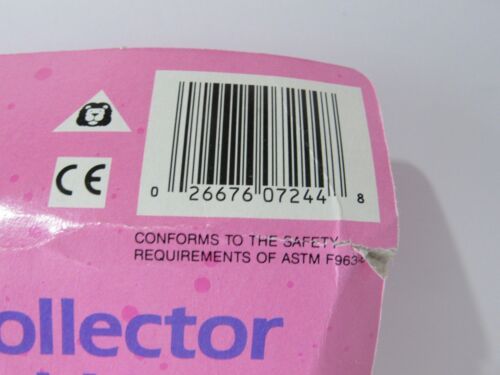 CE
0 26676 07244 8
CONFORMS TO THE SAFETY
REQUIREMENTS OF ASTM F963
ollector